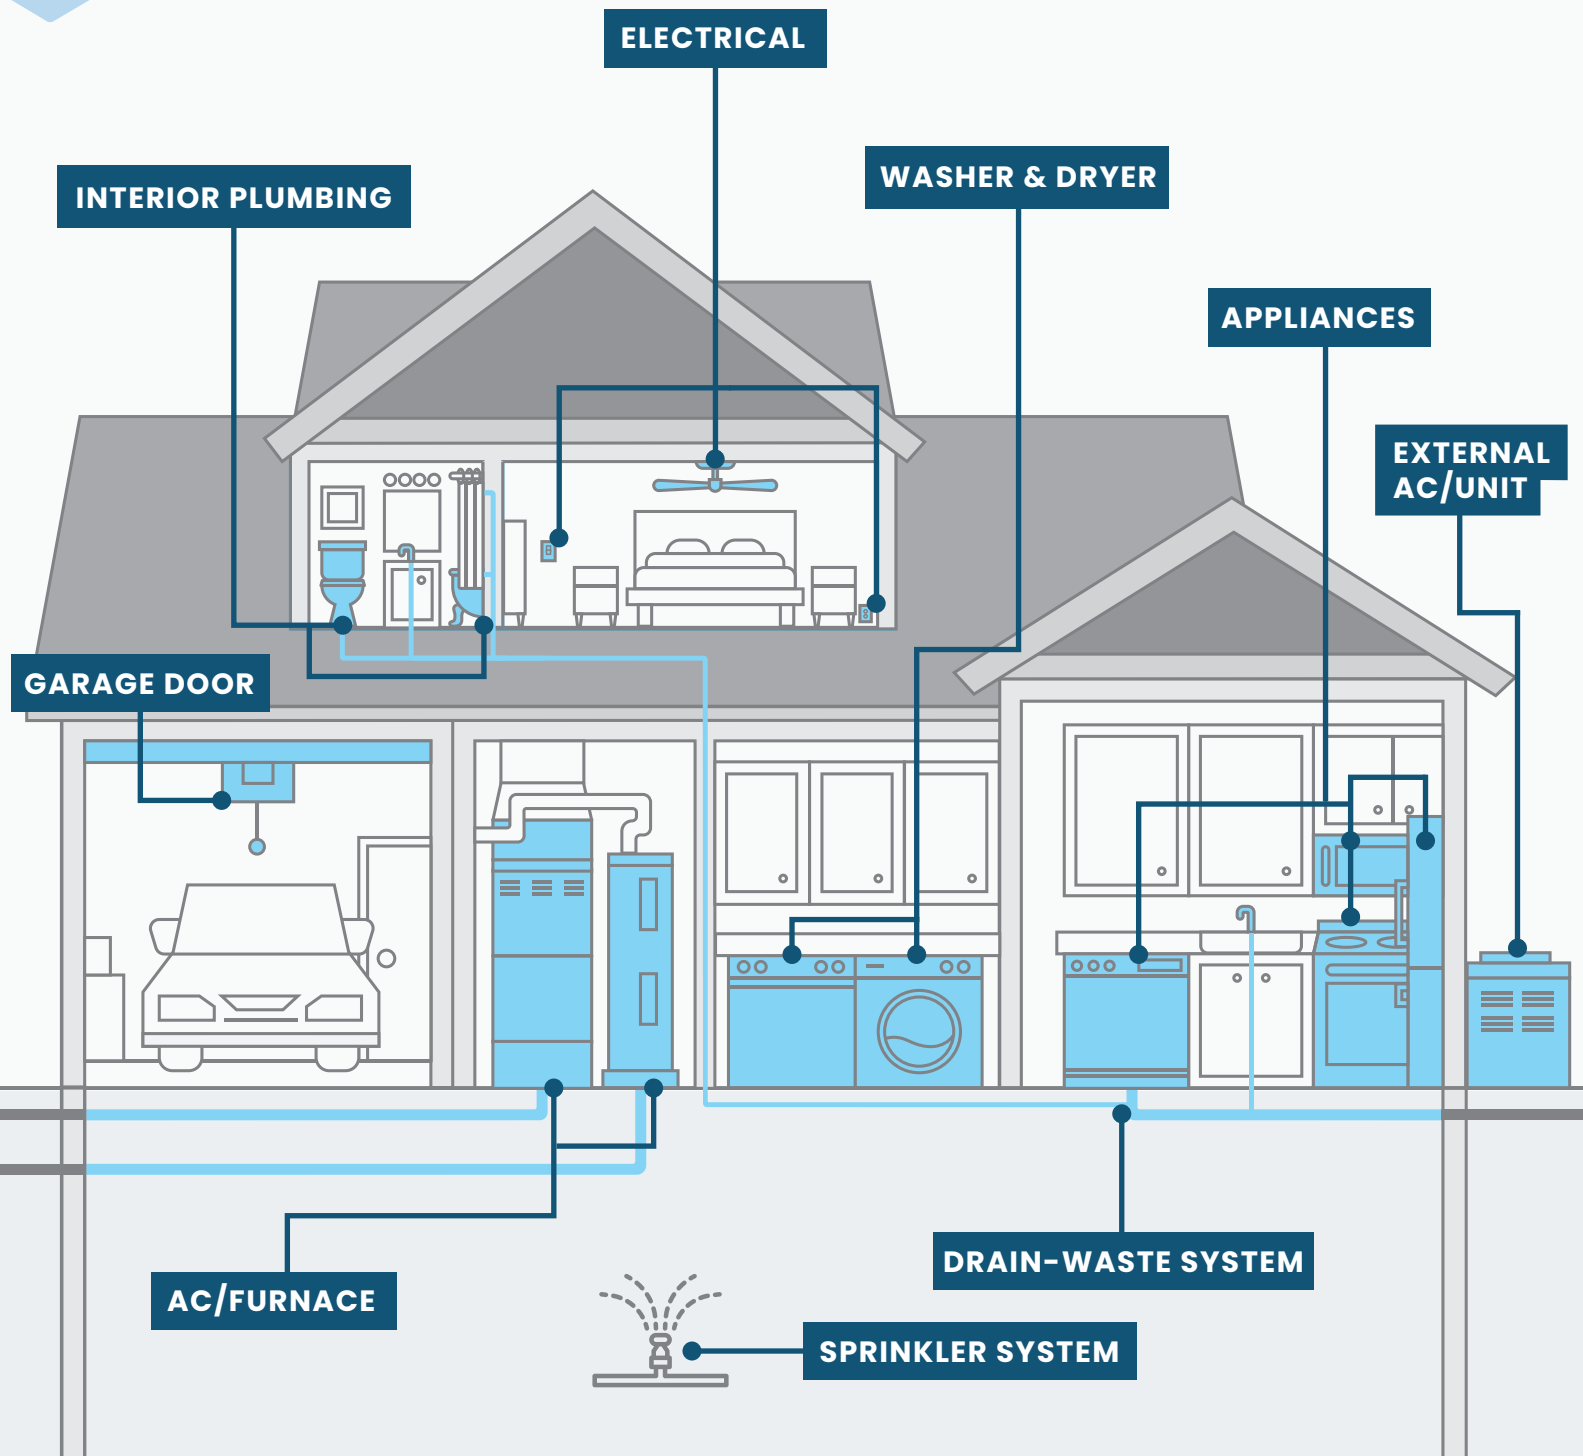 ELECTRICAL
WASHER & DRYER
INTERIOR PLUMBING
APPLIANCES
EXTERNAL
AC/UNIT
GARAGE DOOR
DRAIN-WASTE SYSTEM
AC/FURNACE
SPRINKLER SYSTEM